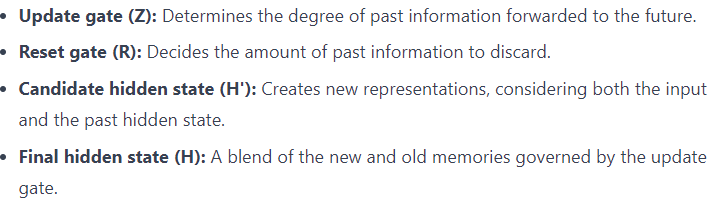 • Update gate (Z): Determines the degree of past information forwarded to the future.
• Reset gate (R): Decides the amount of past information to discard.
• Candidate hidden state (H'): Creates new representations, considering both the input
and the past hidden state.
• Final hidden state (H): A blend of the new and old memories governed by the update
gate.